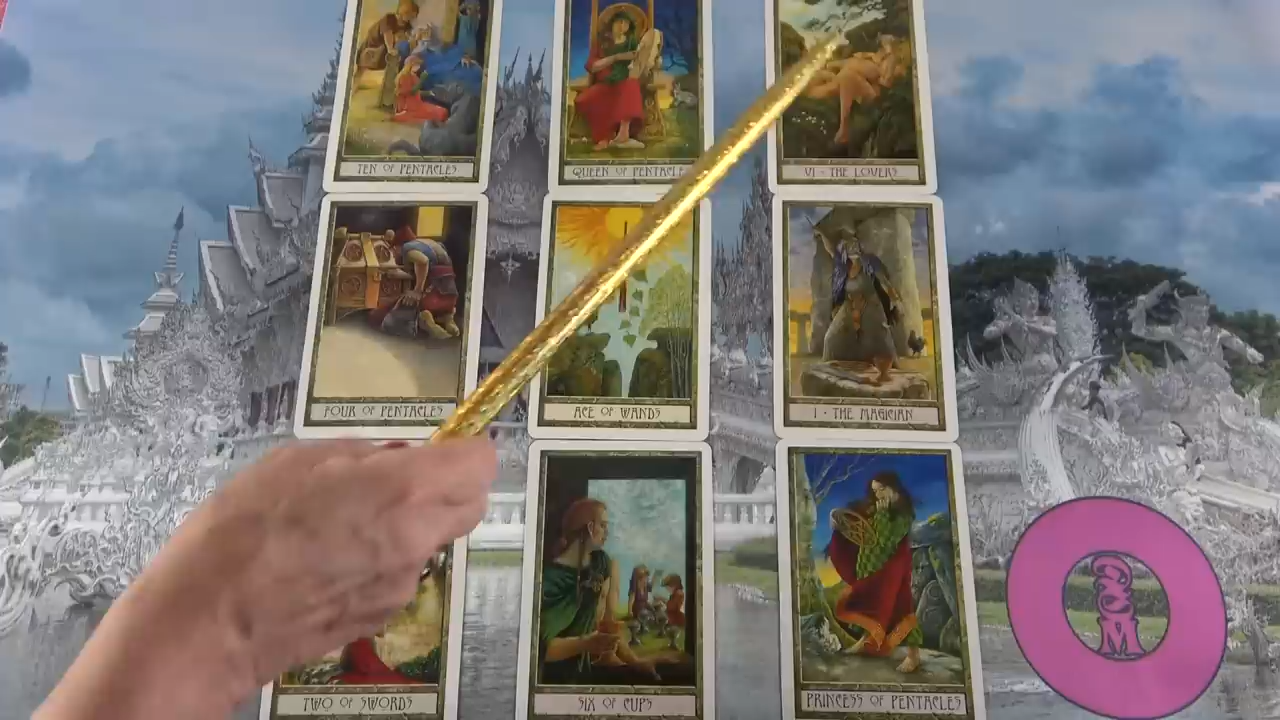 TEN OF PENTACLES
QUEEN OF PENTACLE
VI · THE LOVERS
FOUR OF PENTACLES
ACE OF WANDS
I · THE MAGICIAN
TWO OF SWORDS
SIX OF CUPS
PRINCESS OF PENTACLES